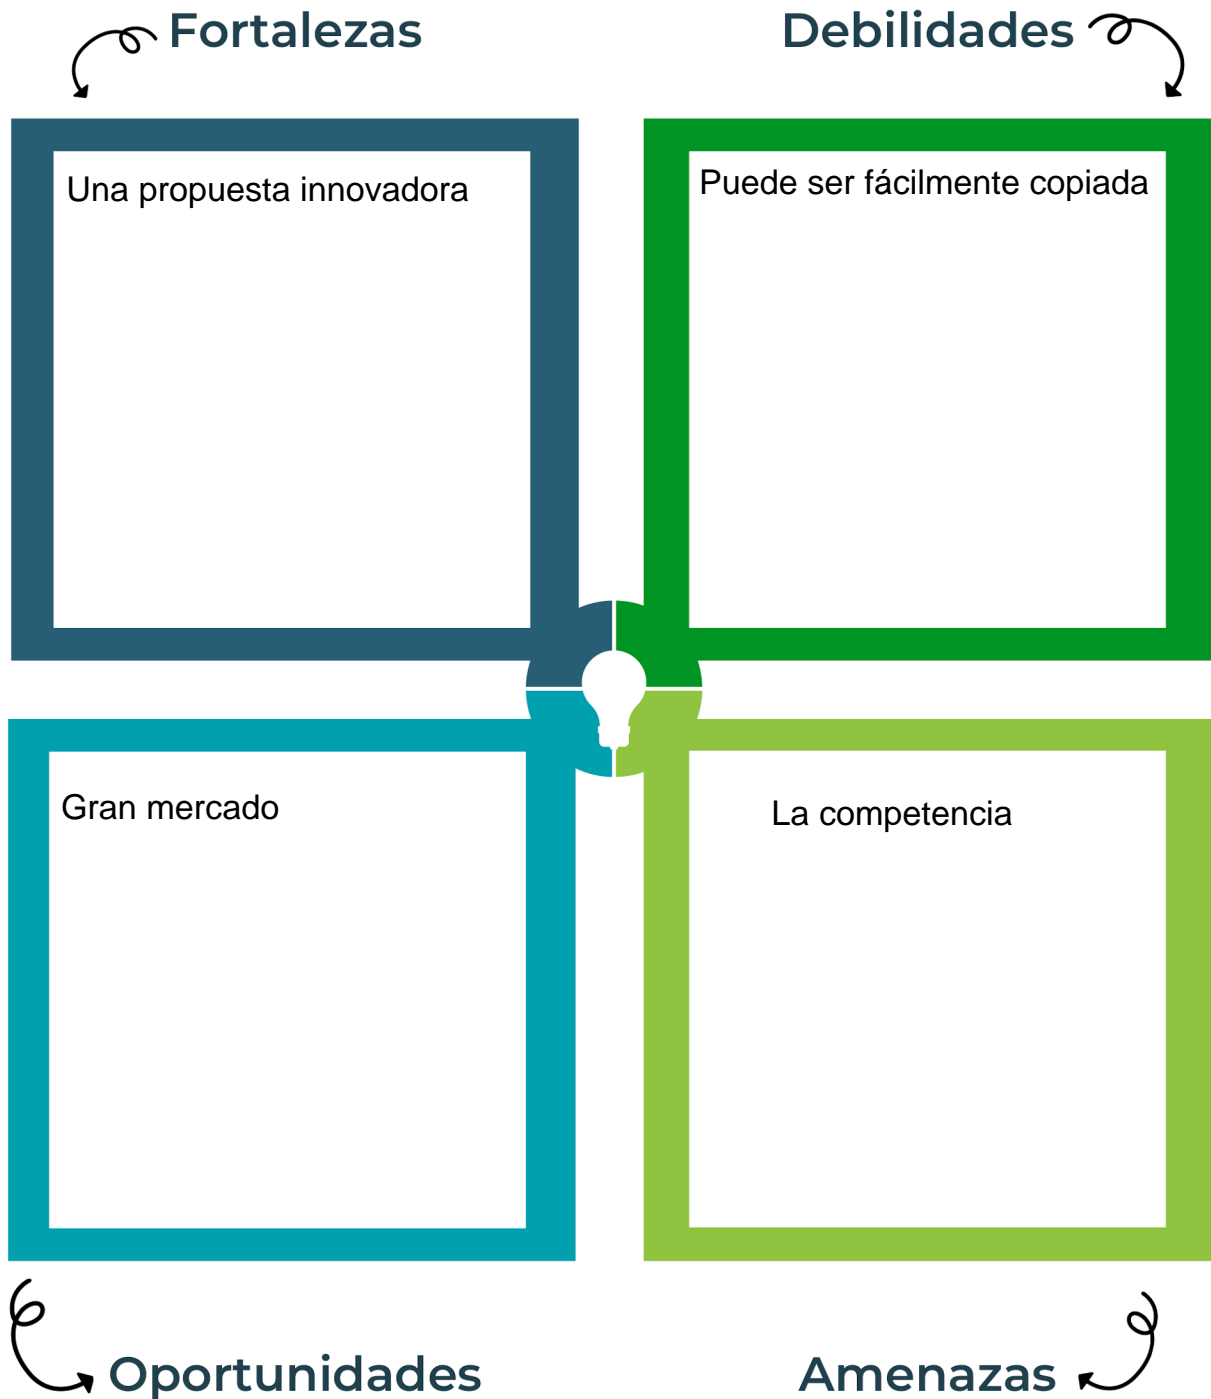 Fortalezas
Debilidades
Una propuesta innovadora
Puede ser fácilmente copiada
Gran mercado
La competencia
Oportunidades
Amenazas